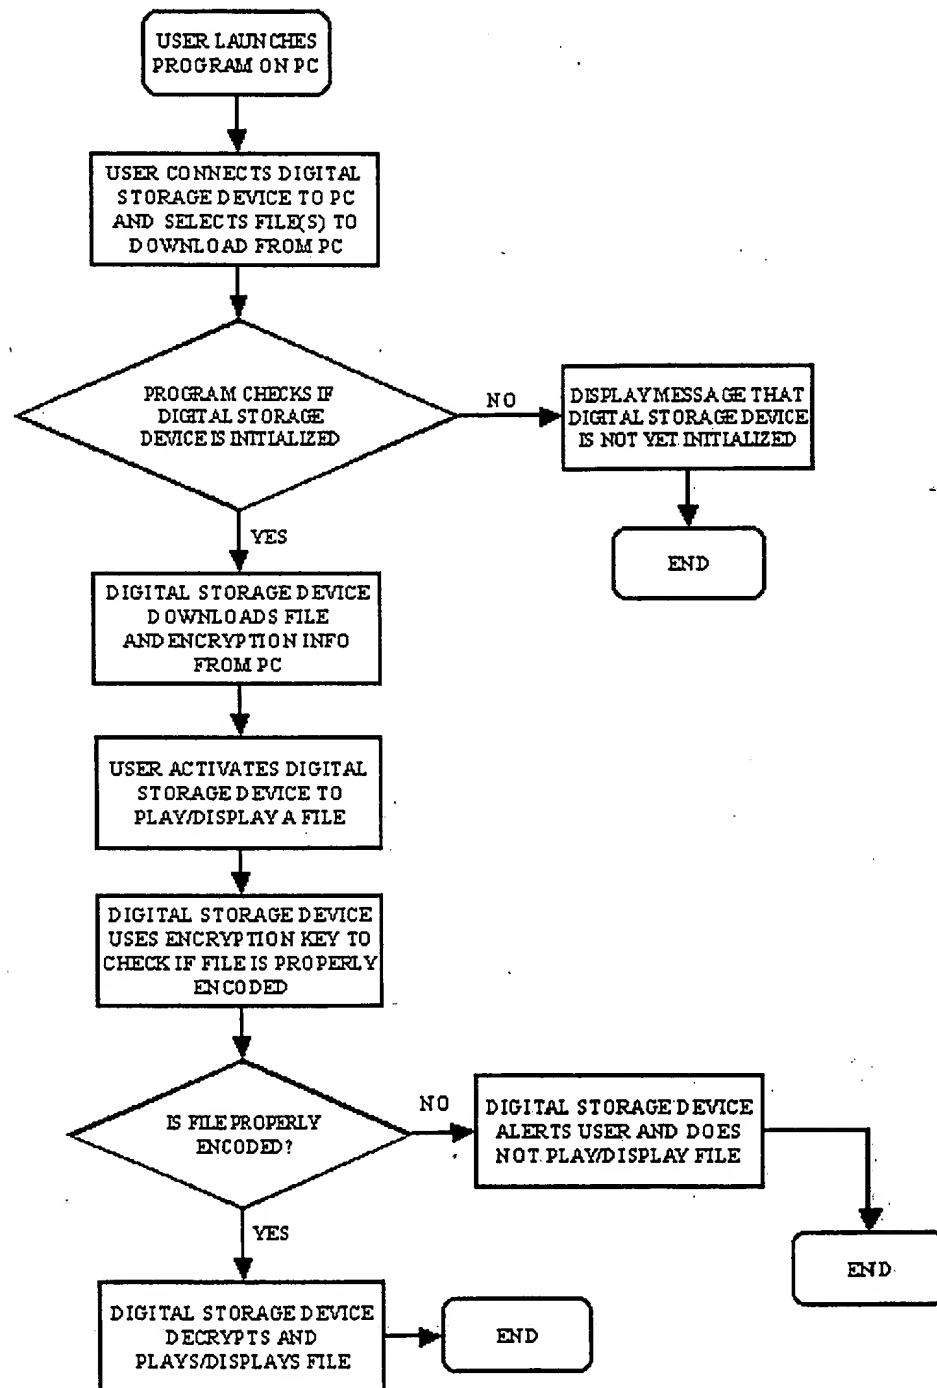 USER LAUNCHES
PROGRAM ON PC
USER CONNECTS DIGITAL
STORAGE DEVICE TO PC
AND SELECTS FILE(S) TO
DOWNLOAD FROM PC
PROGRAM CHECKS IF
DIGITAL STORAGE
DEVICE IS INITIALIZED
NO
DISPLAY MESSAGE THAT
DIGITAL STORAGE DEVICE
IS NOT YET INITIALIZED
END
YES
DIGITAL STORAGE DEVICE
DOWNLOADS FILE
AND ENCRYPTION INFO
FROM PC
USER ACTIVATES DIGITAL
STORAGE DEVICE TO
PLAY/DISPLAY A FILE
DIGITAL STORAGE DEVICE
USES ENCRYPTION KEY TO
CHECK IF FILE IS PROPERLY
ENCODED
IS FILE PROPERLY
ENCODED?
NO
DIGITAL STORAGE DEVICE
ALERTS USER AND DOES
NOT PLAY/DISPLAY FILE
END
YES
DIGITAL STORAGE DEVICE
DECRYPTS AND
PLAYS/DISPLAYS FILE
END